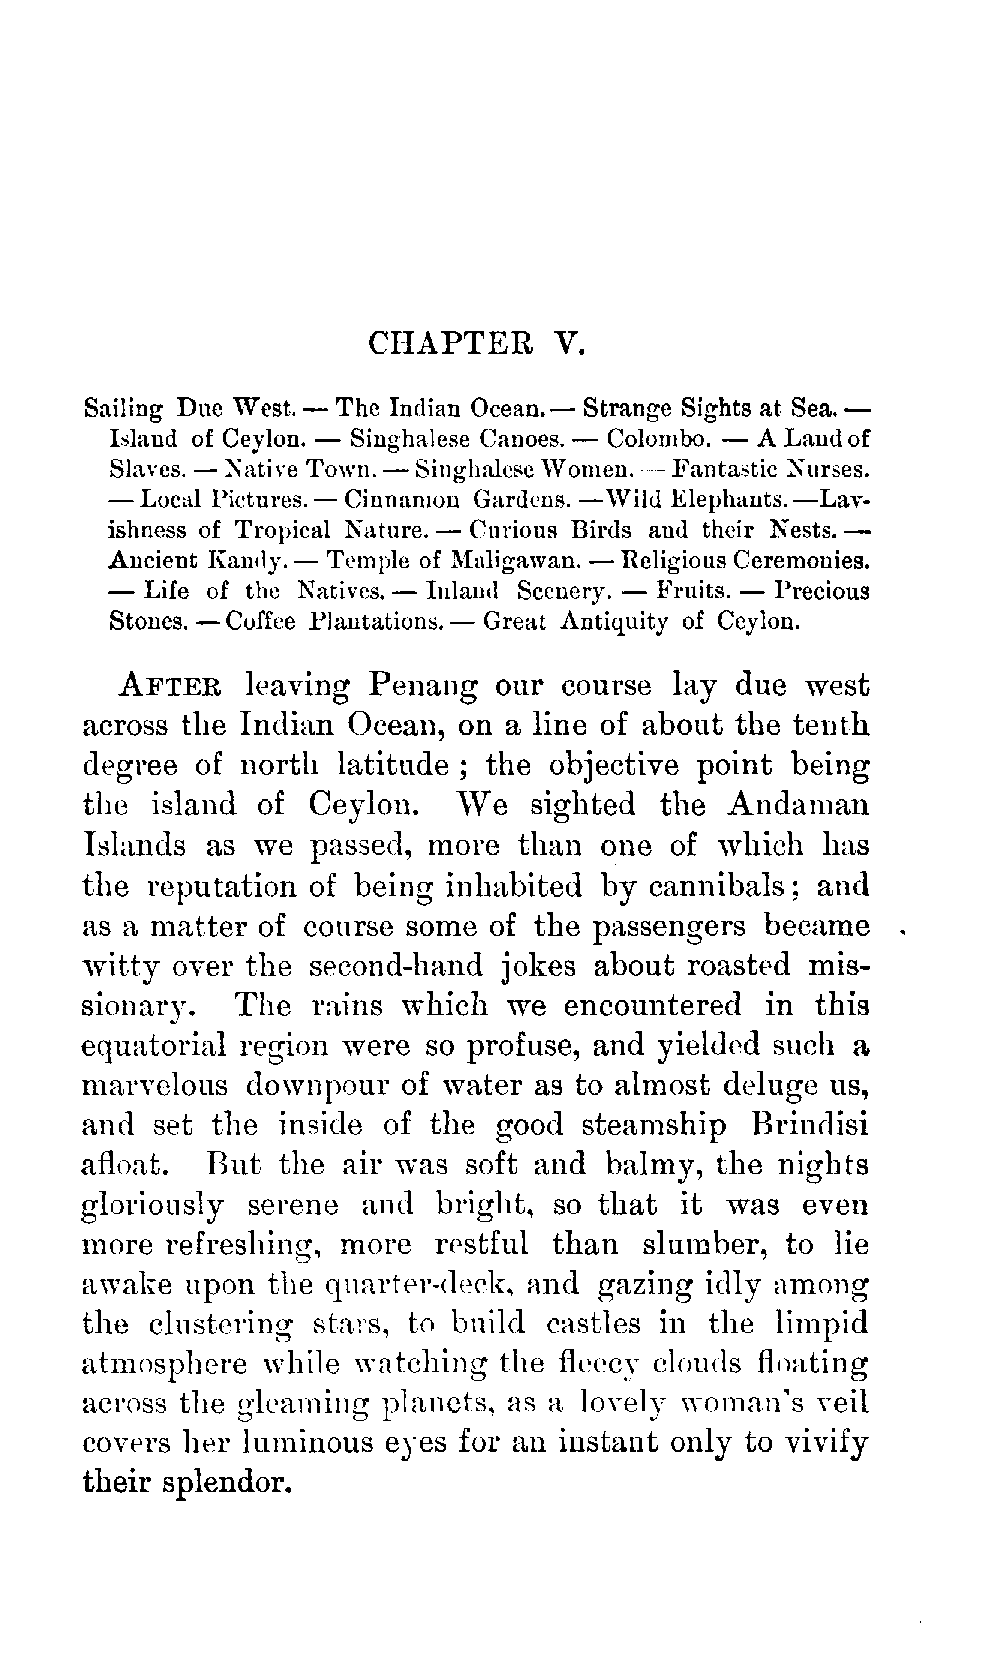 CHAPTER V.
Sailing Due West. — The Indian Ocean. — Strange Sights at Sea. —
Island of Ceylon. — Singhalese Canoes. — Colombo. — A Land of
Slaves. — Native Town. — Singhalese Women. — Fantastic Nurses.
— Local Pictures. — Cinnamon Gardens. — Wild Elephants. — Lav-
ishness of Tropical Nature. — Curious Birds and their Nests. —
Ancient Kandy. — Temple of Maligawan. — Religious Ceremonies.
— Life of the Natives. — Inland Scenery. — Fruits. — Precious
Stones. — Coffee Plantations. — Great Antiquity of Ceylon.
AFTER leaving Penang our course lay due west
across the Indian Ocean, on a line of about the tenth
degree of north latitude ; the objective point being
the island of Ceylon. We sighted the Andaman
Islands as we passed, more than one of which has
the reputation of being inhabited by cannibals ; and
as a matter of course some of the passengers became
witty over the second-hand jokes about roasted mis-
sionary. The rains which we encountered in this
equatorial region were so profuse, and yielded such a
marvelous downpour of water as to almost deluge us,
and set the inside of the good steamship Brindisi
afloat. But the air was soft and balmy, the nights
gloriously serene and bright, so that it was even
more refreshing, more restful than slumber, to lie
awake upon the quarter-deck, and gazing idly among
the clustering stars, to build castles in the limpid
atmosphere while watching the fleecy clouds floating
across the gleaming planets, as a lovely woman's veil
covers her luminous eyes for an instant only to vivify
their splendor.